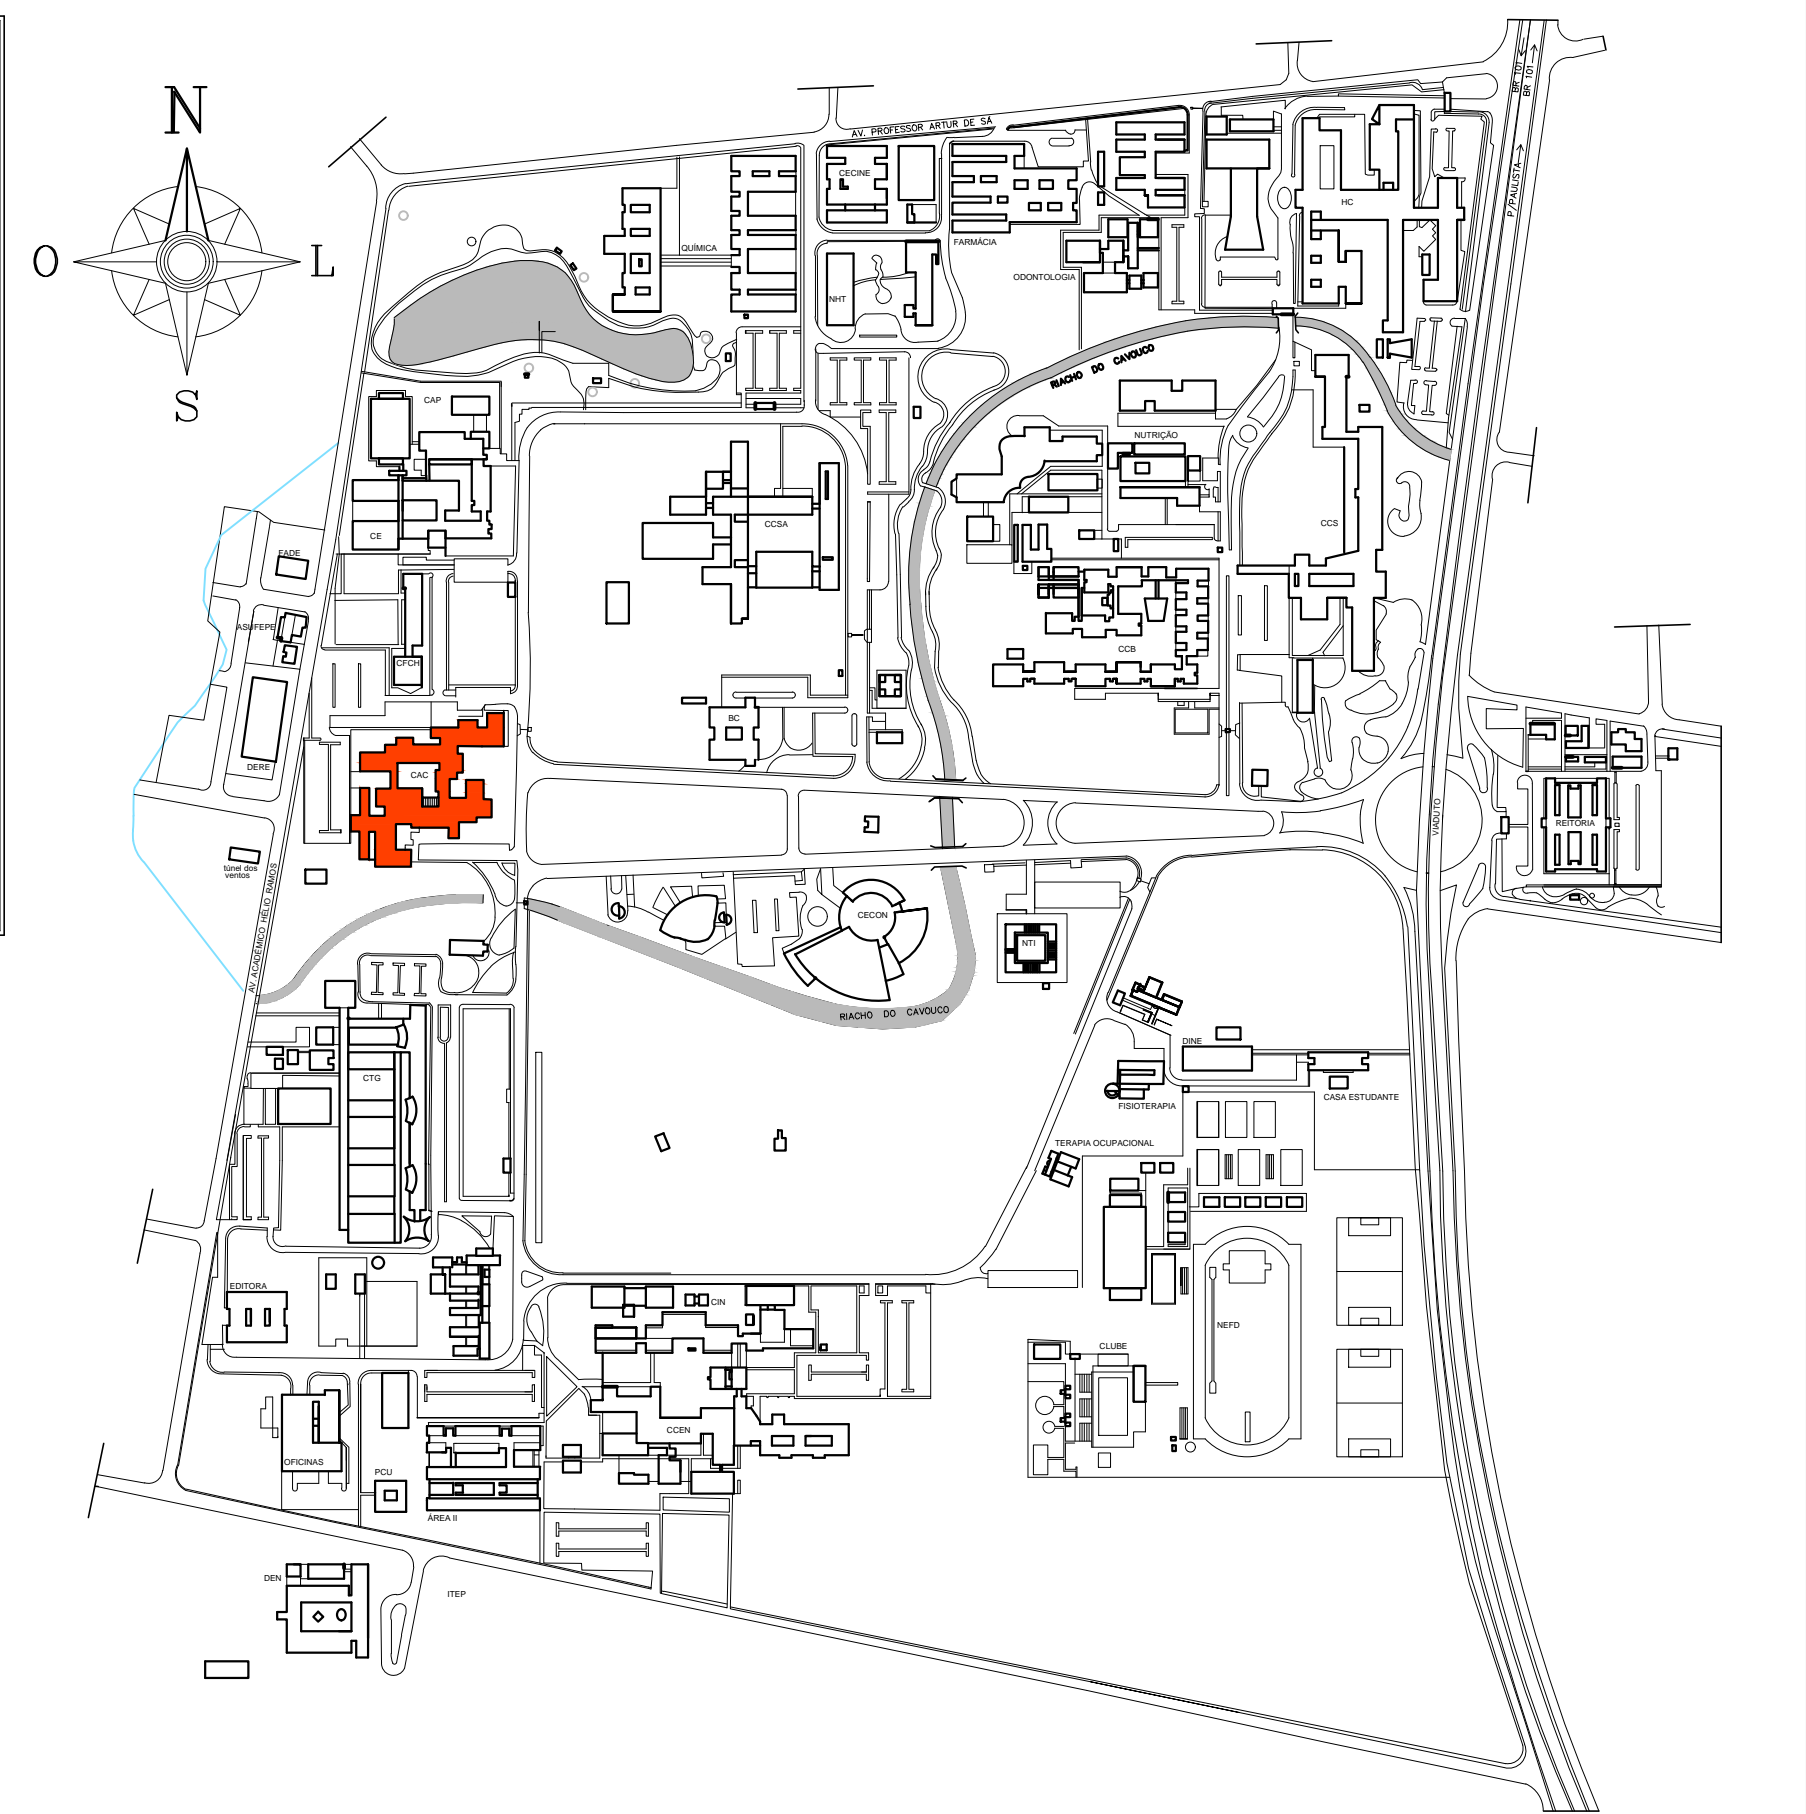 N
O
L
S
AV. PROFESSOR ARTUR DE SÁ
BR 101
BR 101
P/PAULISTA
CECINE
FARMÁCIA
HC
QUÍMICA
ODONTOLOGIA
NHT
RIACHO DO CAVOUCO
CAP
NUTRIÇÃO
CCSA
CCS
CE
FADE
ASUFEPE
CFCH
CCB
BC
DERE
CAC
VIADUTO
REITORIA
túnel dos
ventos
AV. ACADÊMICO HÉLIO RAMOS
CECON
NTI
RIACHO DO CAVOUCO
DINE
CTG
CASA ESTUDANTE
FISIOTERAPIA
TERAPIA OCUPACIONAL
EDITORA
CIN
NEFD
CLUBE
CCEN
OFICINAS
PCU
ÁREA II
DEN
ITEP